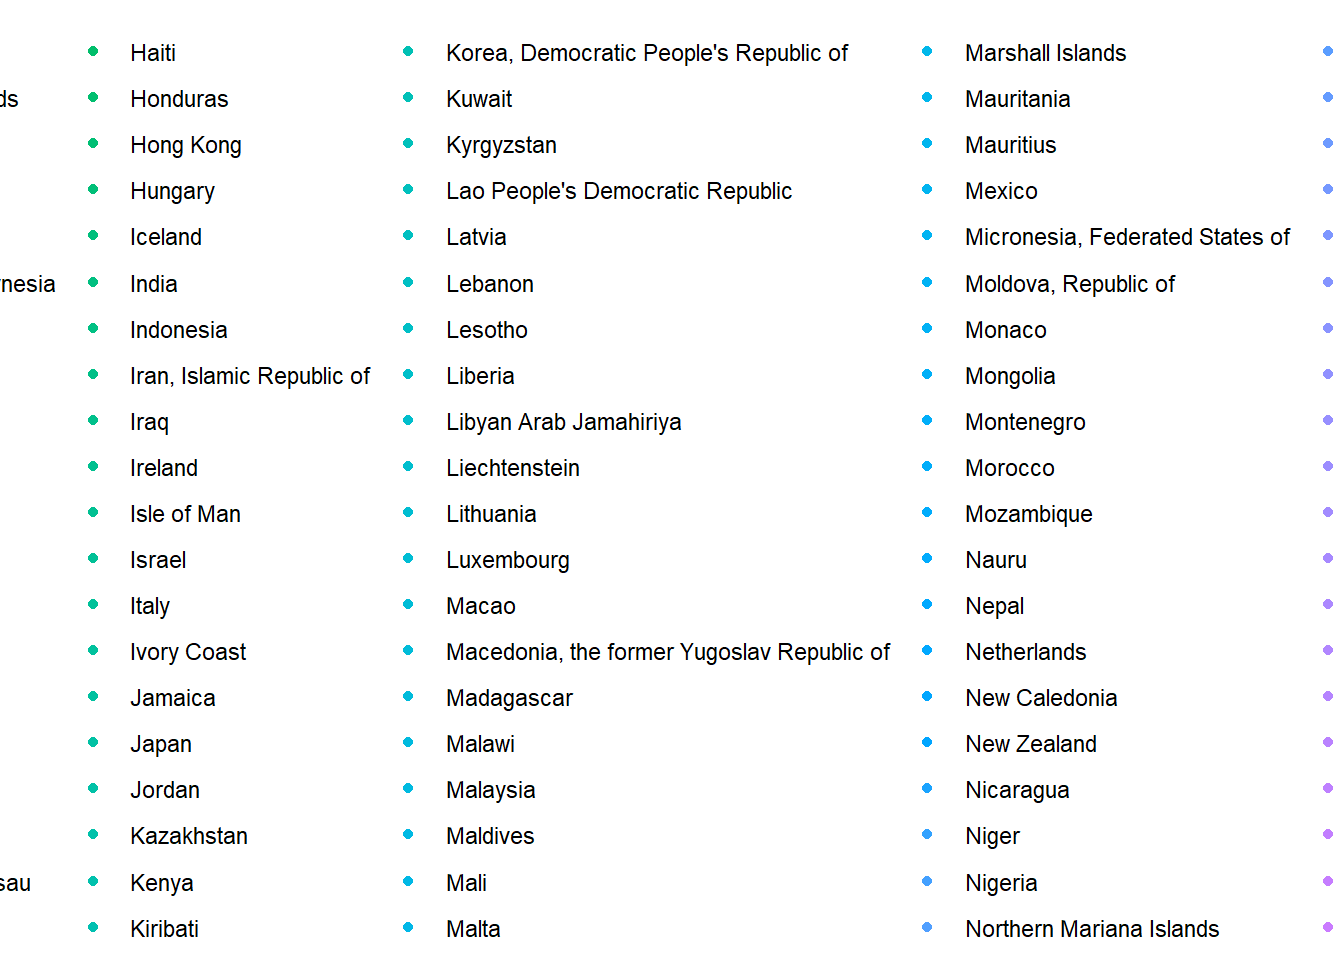 ds
nesia
sau
Haiti
Honduras
Hong Kong
Hungary
Iceland
India
Indonesia
Iran, Islamic Republic of
Iraq
Ireland
Isle of Man
Israel
Italy
Ivory Coast
Jamaica
Japan
Jordan
Kazakhstan
Kenya
Kiribati
Korea, Democratic People's Republic of
Kuwait
Kyrgyzstan
Lao People's Democratic Republic
Latvia
Lebanon
Lesotho
Liberia
Libyan Arab Jamahiriya
Liechtenstein
Lithuania
Luxembourg
Macao
Macedonia, the former Yugoslav Republic of
Madagascar
Malawi
Malaysia
Maldives
Mali
Malta
Marshall Islands
Mauritania
Mauritius
Mexico
Micronesia, Federated States of
Moldova, Republic of
Monaco
Mongolia
Montenegro
Morocco
Mozambique
Nauru
Nepal
Netherlands
New Caledonia
New Zealand
Nicaragua
Niger
Nigeria
Northern Mariana Islands